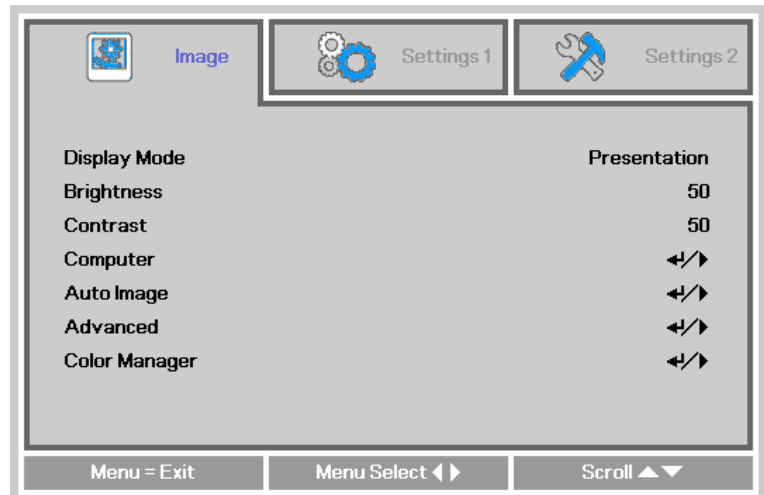 Image Settings 1 Settings 2
Display Mode Presentation
Brightness 50
Contrast 50
Computer ↵/▶
Auto Image ↵/▶
Advanced ↵/▶
Color Manager ↵/▶
Menu = Exit Menu Select ◀▶ Scroll ▲▼